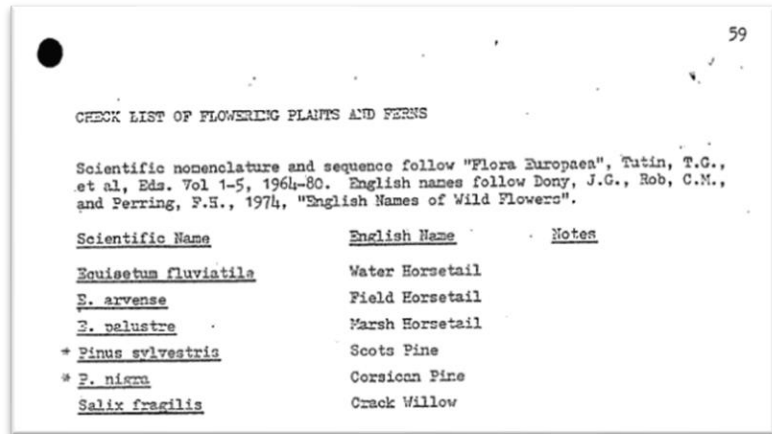 59
CHECK LIST OF FLOWERING PLANTS AND FERNS
Scientific nomenclature and sequence follow "Flora Europaea", Tutin, T.G.,
et al, Eds. Vol 1-5, 1964-80. English names follow Dony, J.G., Rob, C.M.,
and Perring, F.H., 1974, "English Names of Wild Flowers".
Scientific Name English Name Notes
Equisetum fluviatila Water Horsetail
E. arvense Field Horsetail
E. palustre Marsh Horsetail
* Pinus sylvestris Scots Pine
* P. nigra Corsican Pine
Salix fragilis Crack Willow